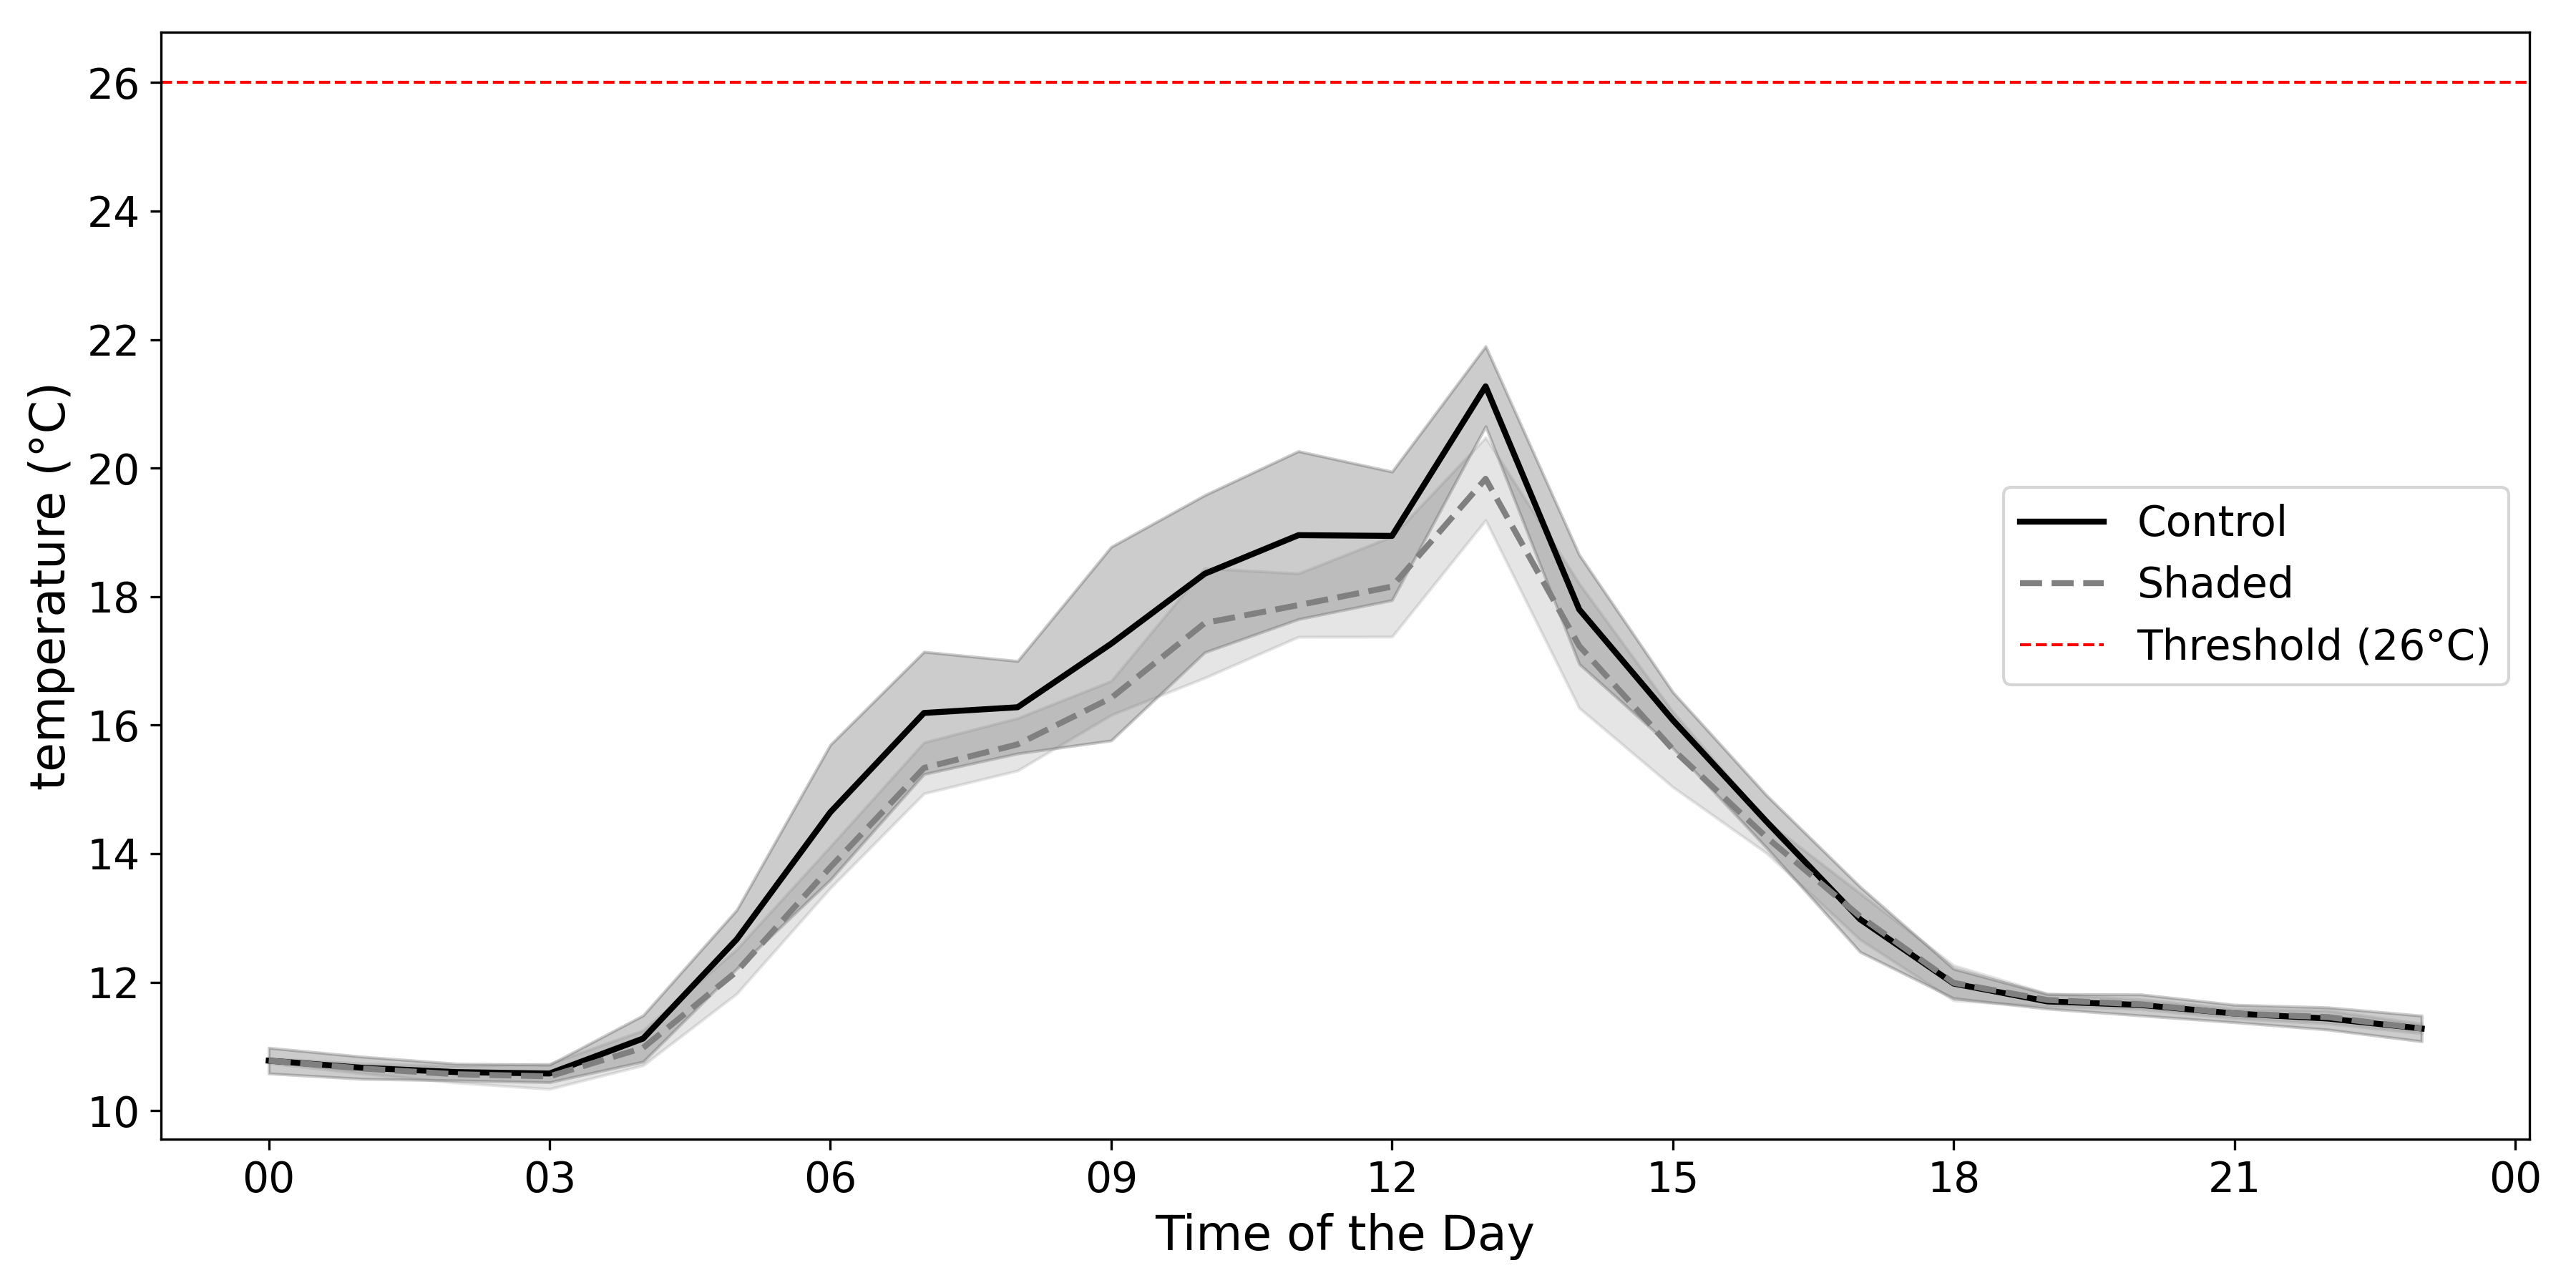 26
24
22
20
18
16
14
12
10
temperature (°C)
Control
Shaded
Threshold (26°C)
00 03 06 09 12 15 18 21 00
Time of the Day